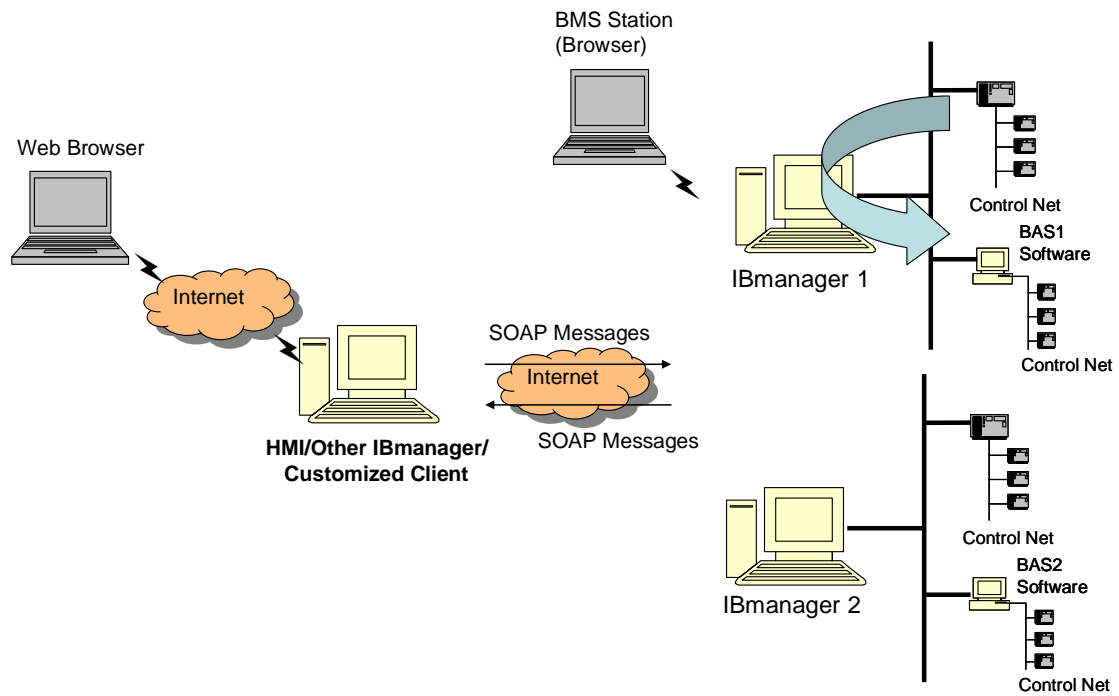 BMS Station
(Browser)
Web Browser
Internet
IBmanager 1
Control Net
BAS1
Software
Control Net
SOAP Messages
Internet
SOAP Messages
HMI/Other IBmanager/
Customized Client
IBmanager 2
Control Net
BAS2
Software
Control Net